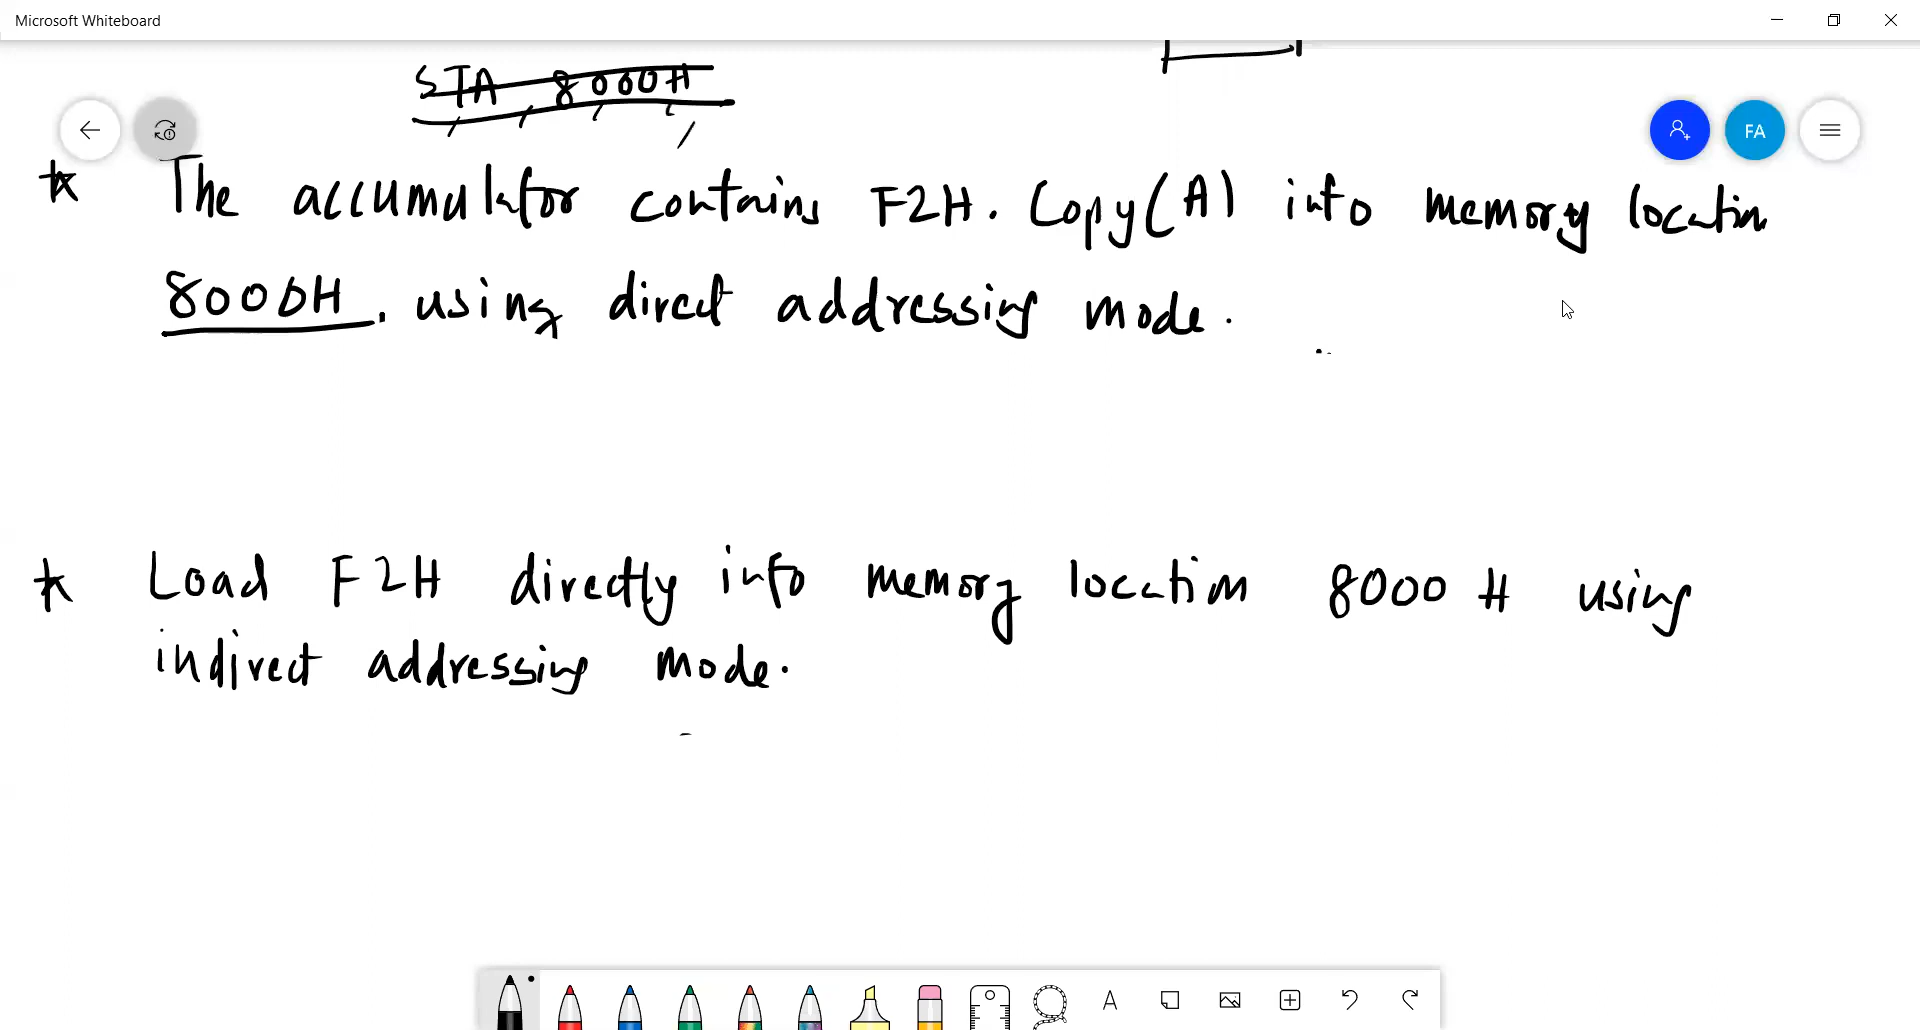 Microsoft Whiteboard
STA 8000H
FA
* The accumulator contains F2H. Copy (A) into memory location
8000H. using direct addressing mode.
* Load F2H directly into memory location 8000 H using
indirect addressing mode.
A